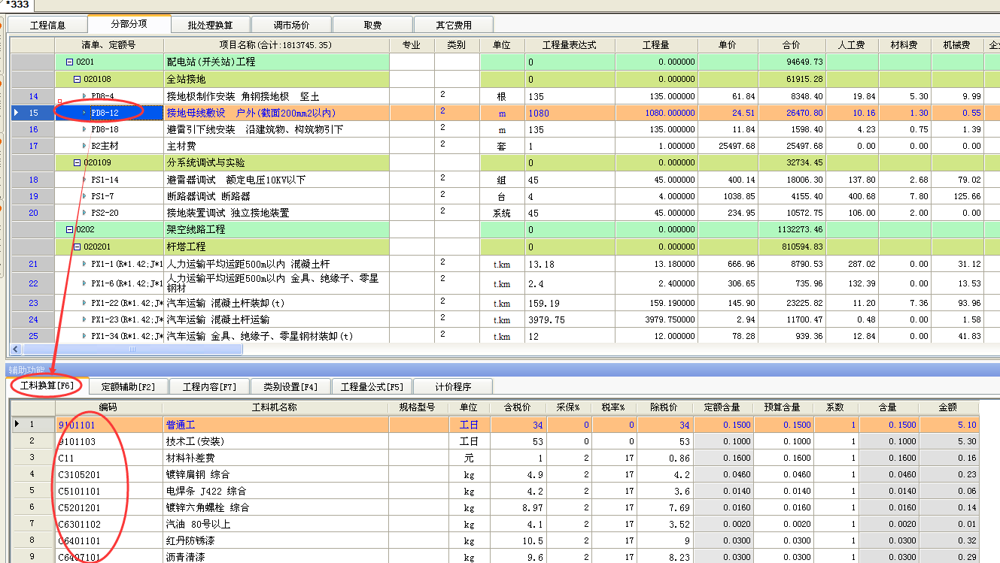 *333
工程信息 分部分项 批处理换算 调市场价 取费 其它费用
清单、定额号 项目名称(合计:1813745.35) 专业 类别 单位 工程量表达式 工程量 单价 合价 人工费 材料费 机械费
0201 配电站(开关站)工程 0 0.000000 94649.73
020108 全站接地 0 0.000000 61915.28
14 PD8-4 接地极制作安装 角钢接地极 坚土 2 根 135 135.000000 61.84 8348.40 19.84 5.30 9.99
15 PD8-12 接地母线敷设 户外(截面200mm2以内) 2 m 1080 1080.000000 24.51 26470.80 10.16 1.30 0.55
16 PD8-18 避雷引下线安装 沿建筑物、构筑物引下 2 m 135 135.000000 11.84 1598.40 4.23 0.75 1.39
17 B2主材 主材费 2 套 1 1.000000 25497.68 25497.68 0.00 0.00 0.00
020109 分系统调试与实验 0 0.000000 32734.45
18 PS1-14 避雷器调试 额定电压10KV以下 2 组 45 45.000000 400.14 18006.30 137.80 2.68 79.02
19 PS1-7 断路器调试 断路器 2 台 4 4.000000 1038.85 4155.40 400.68 7.80 125.66
20 PS2-20 接地装置调试 独立接地装置 2 系统 45 45.000000 234.95 10572.75 106.00 2.00 0.00
0202 架空线路工程 0 0.000000 1132273.46
020201 杆塔工程 0 0.000000 810594.83
21 PX1-1(R*1.42;J*1 人力运输平均运距500m以内 混凝土杆 2 t.km 13.18 13.180000 666.96 8790.53 287.02 0.00 31.12
22 PX1-6(R*1.42;J*1 人力运输平均运距500m以内 金具、绝缘子、零星钢材 2 t.km 2.4 2.400000 306.65 735.96 132.39 0.00 13.53
23 PX1-22(R*1.42;J* 汽车运输 混凝土杆装卸(t) 2 t.km 159.19 159.190000 145.90 23225.82 11.20 7.36 93.96
24 PX1-23(R*1.42;J* 汽车运输 混凝土杆运输 2 t.km 3979.75 3979.750000 2.94 11700.47 0.48 0.00 1.58
25 PX1-34(R*1.42;J* 汽车运输 金具、绝缘子、零星钢材装卸(t) 2 t.km 12 12.000000 78.28 939.36 12.84 0.00 41.83
辅助功能
工料换算[F6] 定额辅助[F2] 工程内容[F7] 类别设置[F4] 工程量公式[F5] 计价程序
编码 工料机名称 规格型号 单位 含税价 采保% 税率% 除税价 定额含量 预算含量 系数 含量 金额
1 9101101 普通工 工日 34 0 0 34 0.1500 0.1500 1 0.1500 5.10
2 9101103 技术工(安装) 工日 53 0 0 53 0.1000 0.1000 1 0.1000 5.30
3 C11 材料补差费 元 1 2 17 0.86 0.1600 0.1600 1 0.1600 0.16
4 C3105201 镀锌扁钢 综合 kg 4.9 2 17 4.2 0.0460 0.0460 1 0.0460 0.23
5 C5101101 电焊条 J422 综合 kg 4.2 2 17 3.6 0.0140 0.0140 1 0.0140 0.06
6 C5201201 镀锌六角螺栓 综合 kg 8.97 2 17 7.69 0.0160 0.0160 1 0.0160 0.14
7 C6301102 汽油 80号以上 kg 4.1 2 17 3.52 0.0020 0.0020 1 0.0020 0.01
8 C6401101 红丹防锈漆 kg 10.5 2 17 9 0.0300 0.0300 1 0.0300 0.32
9 C6407101 沥青清漆 kg 9.6 2 17 8.23 0.0300 0.0300 1 0.0300 0.29